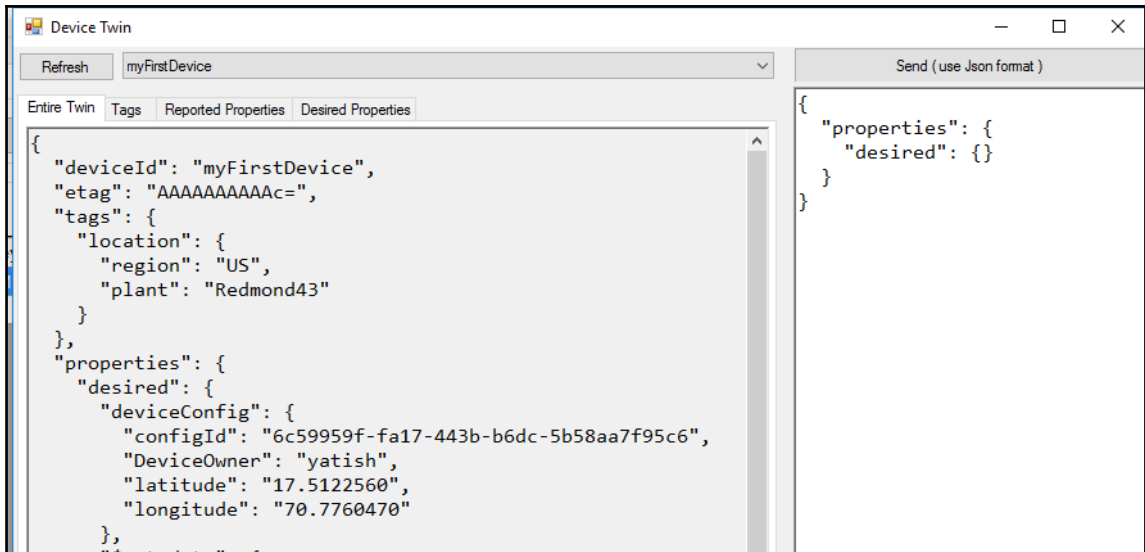 Device Twin
Refresh
myFirstDevice
Entire Twin
Tags
Reported Properties
Desired Properties
{
  "deviceId": "myFirstDevice",
  "etag": "AAAAAAAAAAc=",
  "tags": {
    "location": {
      "region": "US",
      "plant": "Redmond43"
    }
  },
  "properties": {
    "desired": {
      "deviceConfig": {
        "configId": "6c59959f-fa17-443b-b6dc-5b58aa7f95c6",
        "DeviceOwner": "yatish",
        "latitude": "17.5122560",
        "longitude": "70.7760470"
      },
Send ( use Json format )
{
  "properties": {
    "desired": {}
  }
}